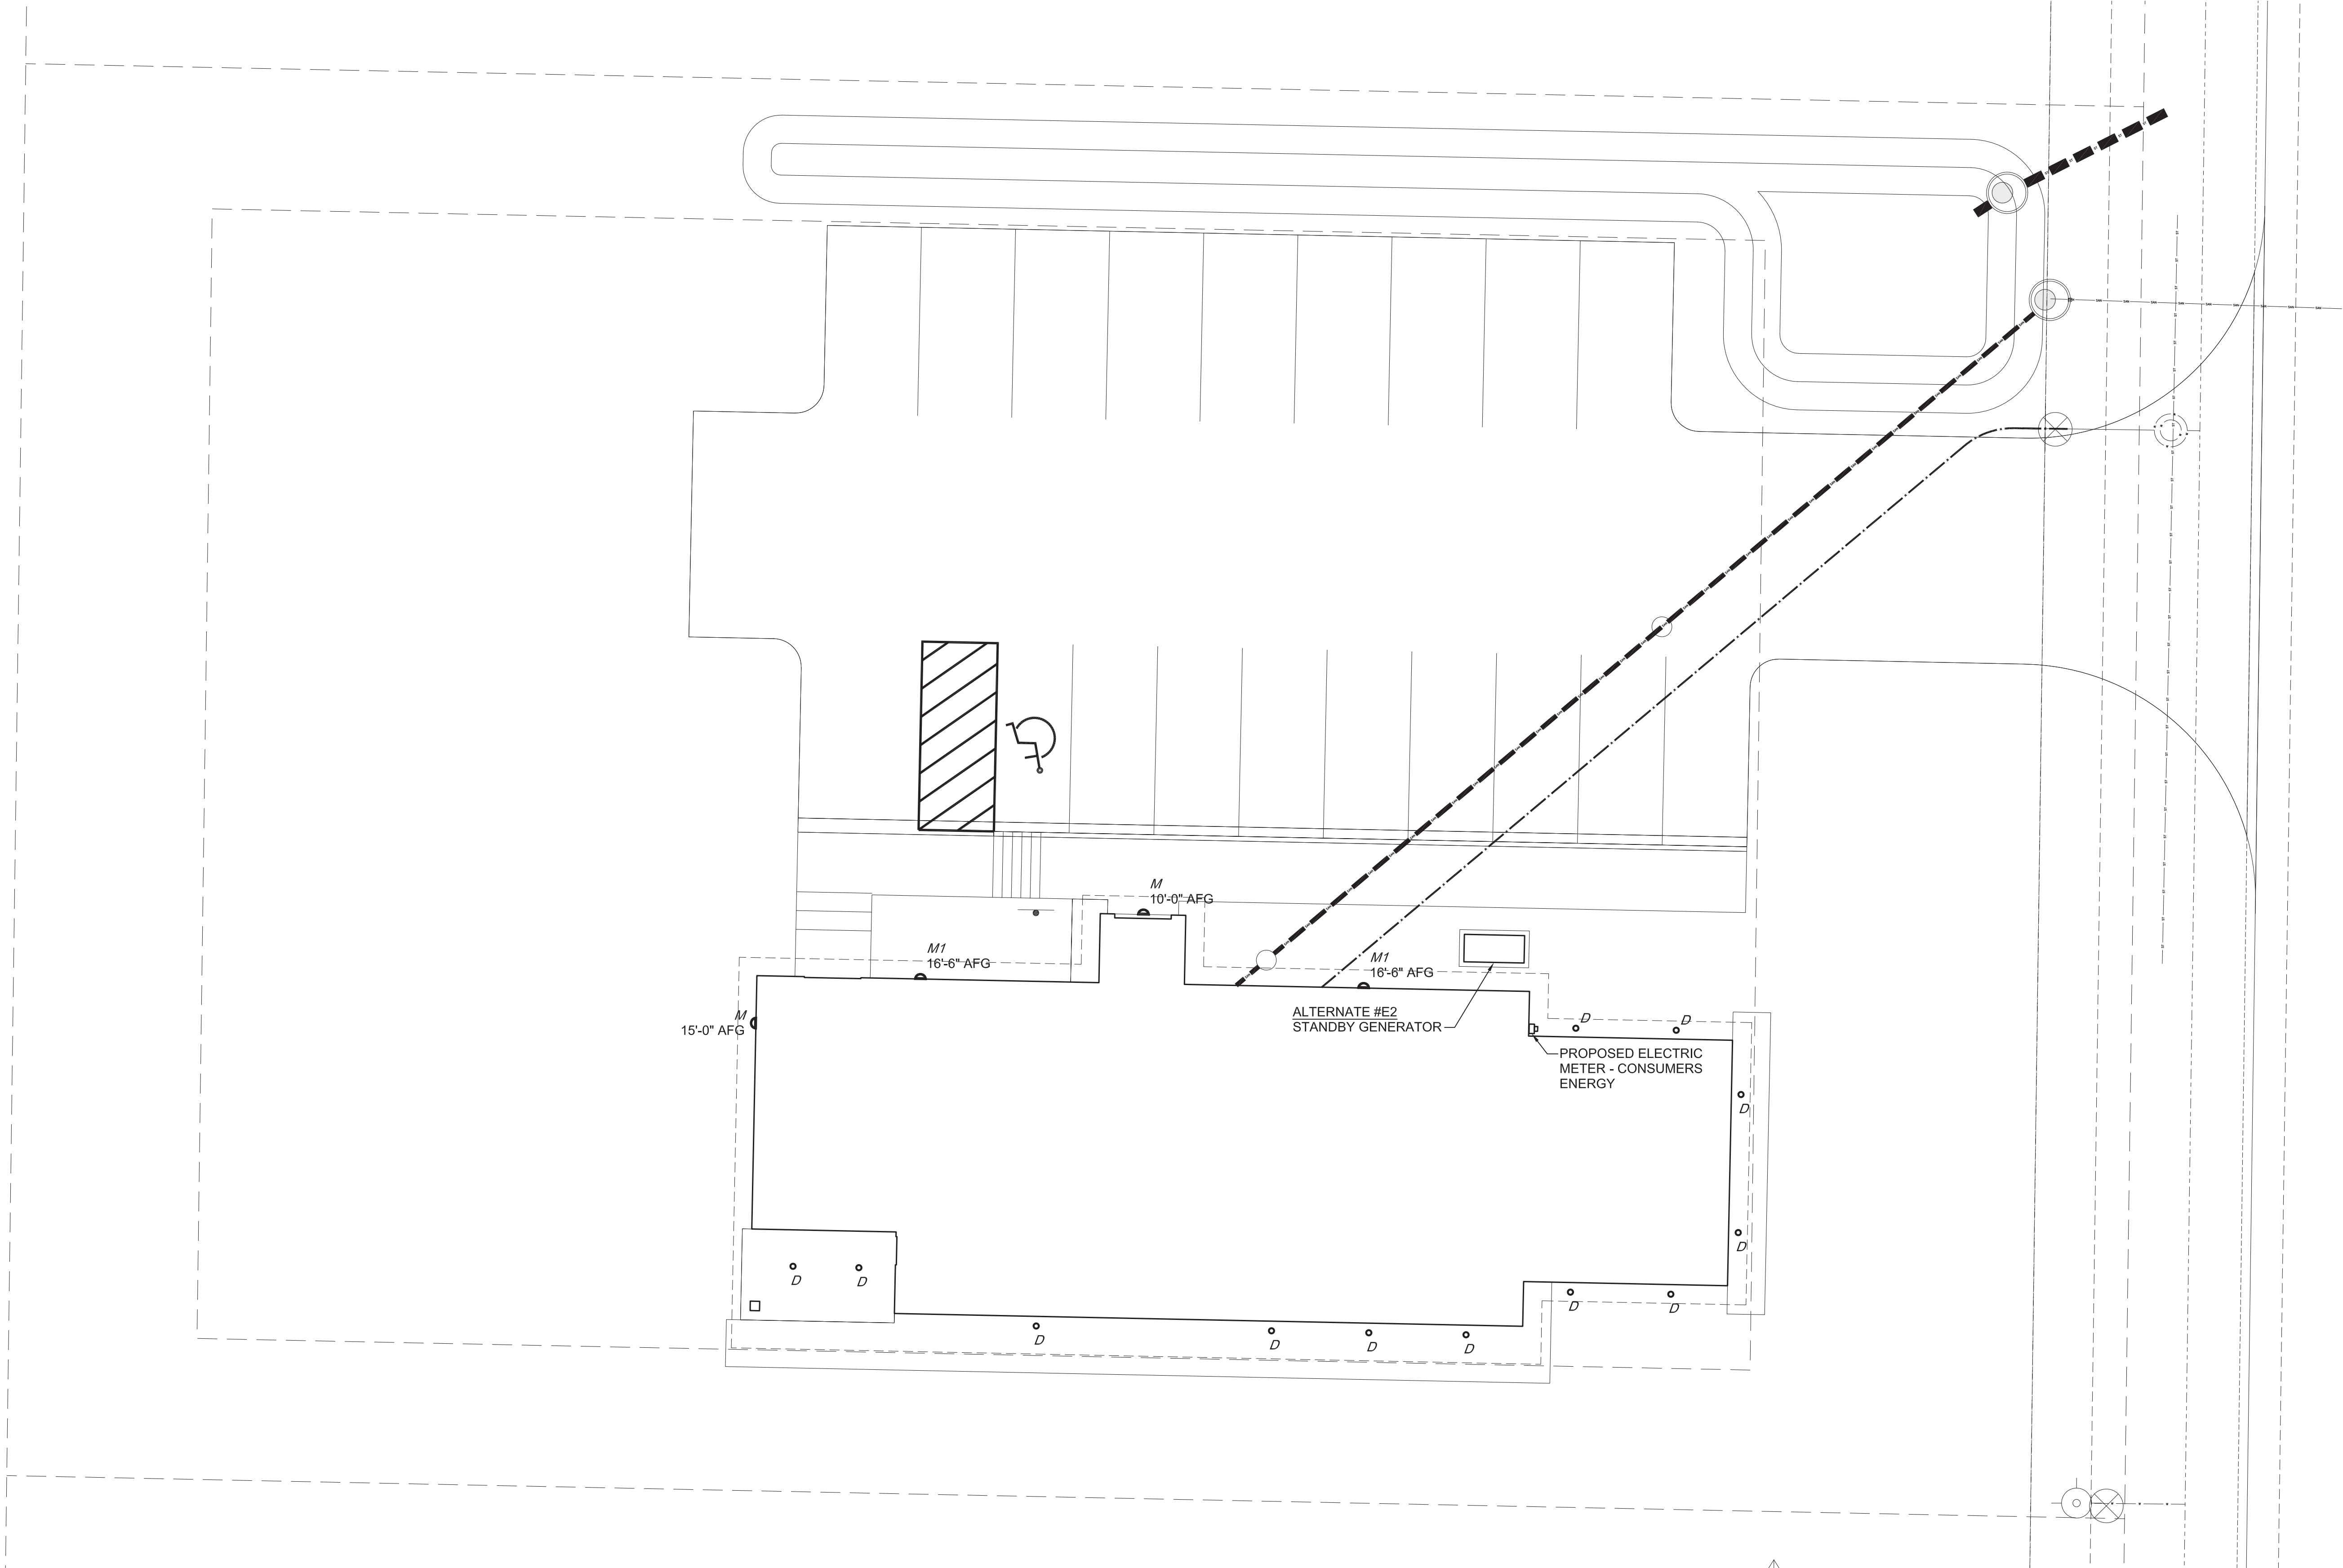 M
10'-0" AFG
M1
16'-6" AFG
M1
16'-6" AFG
M
15'-0" AFG
ALTERNATE #E2
STANDBY GENERATOR
D
D
PROPOSED ELECTRIC
METER - CONSUMERS
ENERGY
D
D
D
D
D
D
D
D
D
D